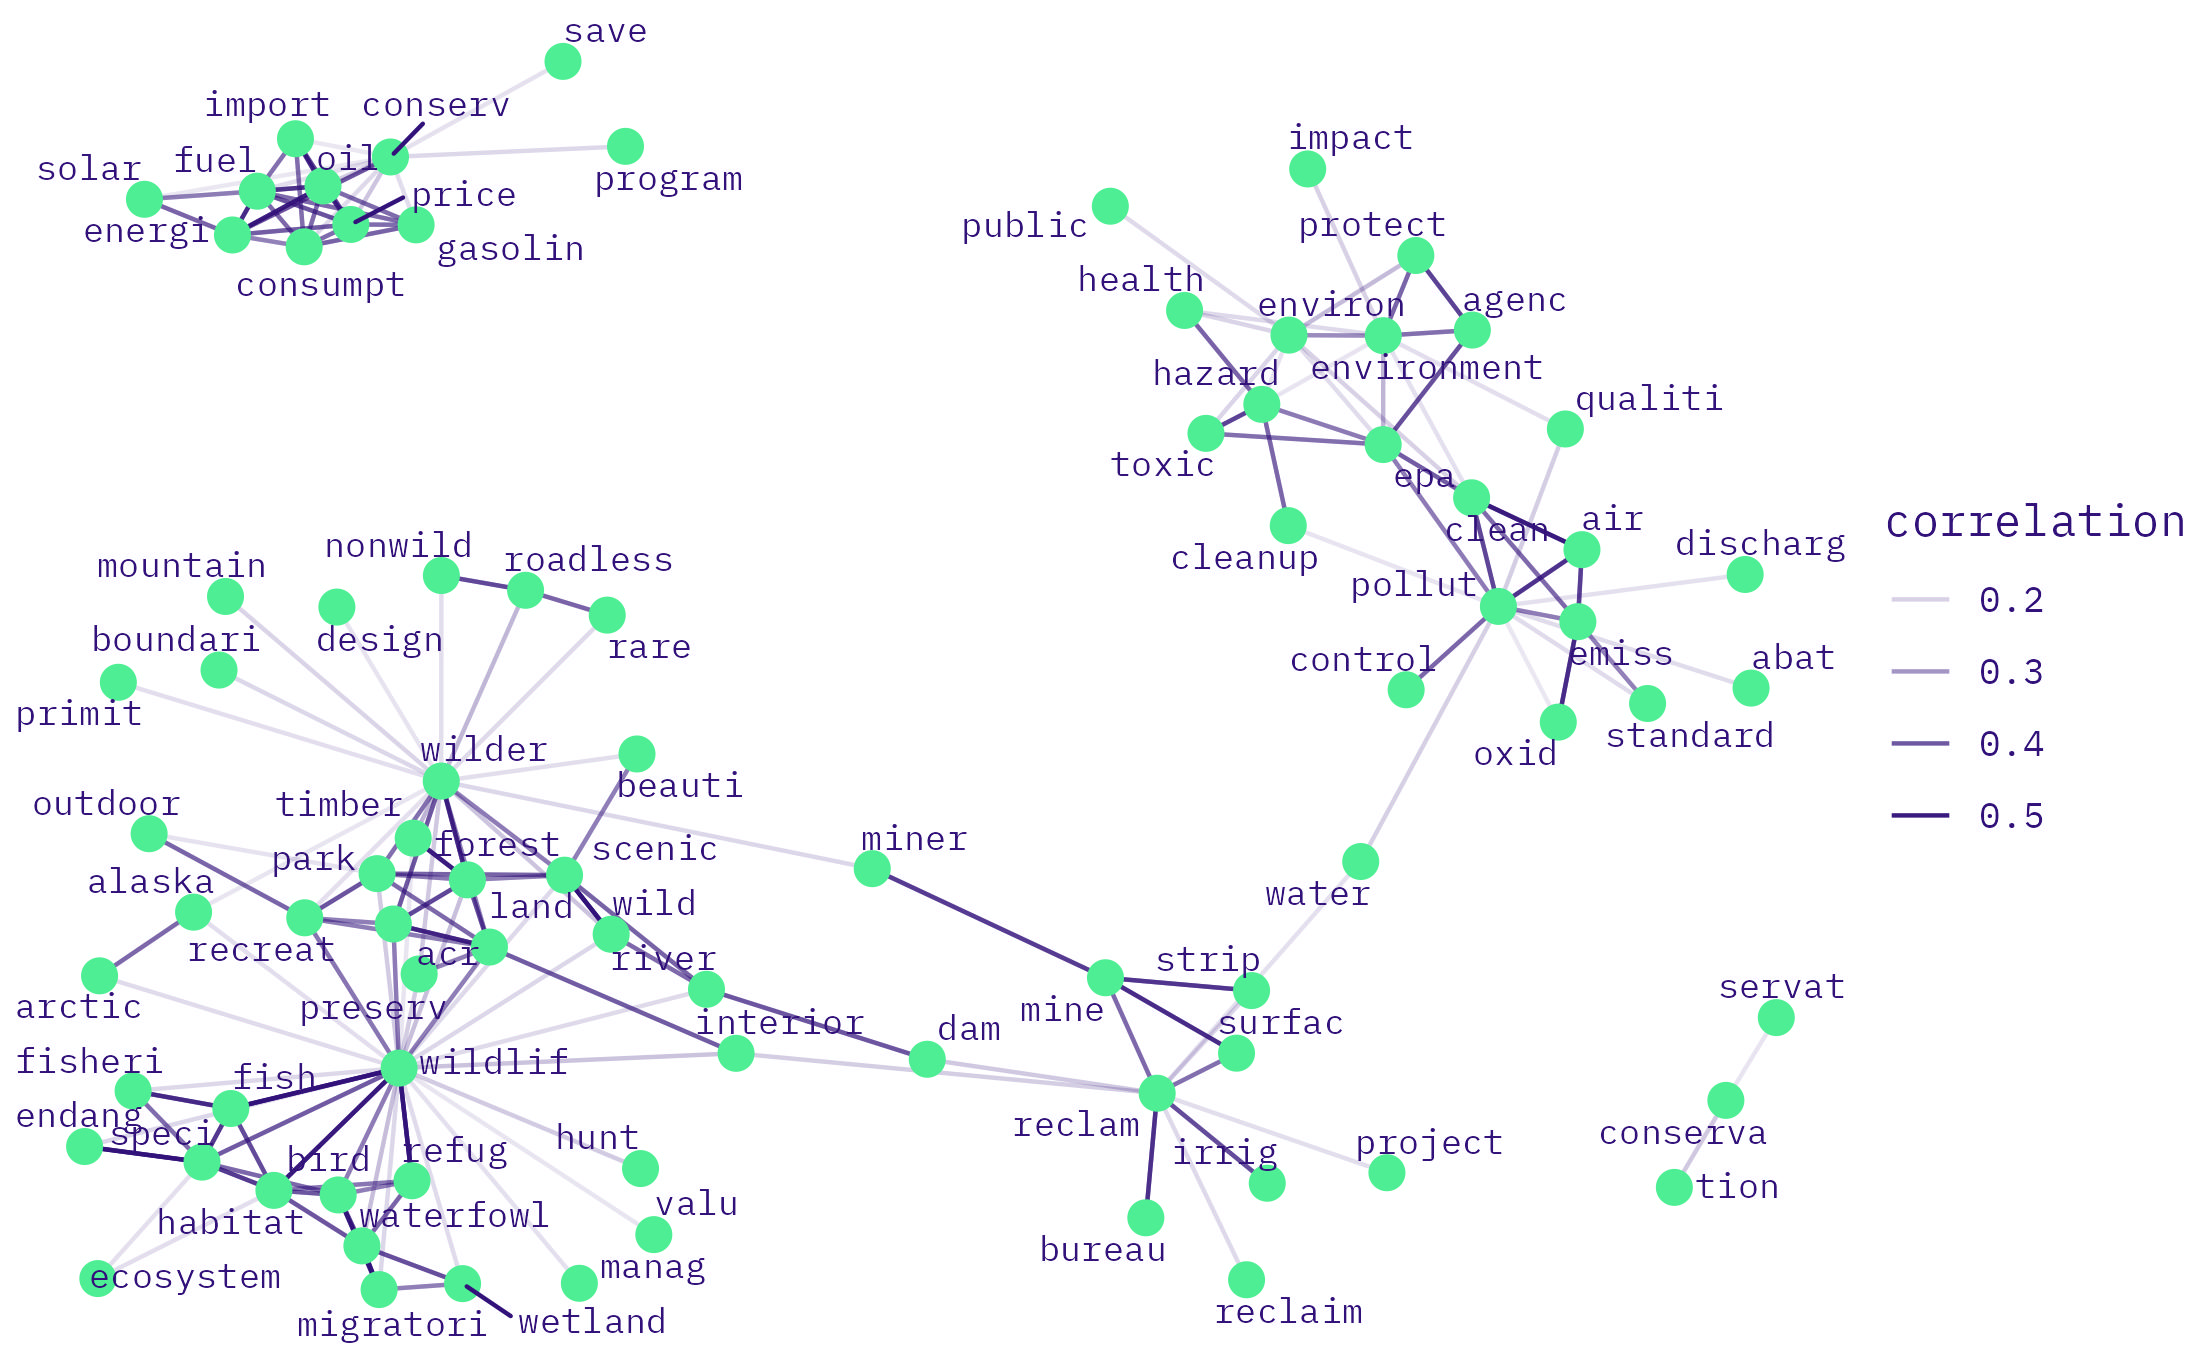 save
import
conserv
solar
fuel
oil
program
price
energi
gasolin
consumpt
impact
public
protect
health
environ
agenc
hazard
environment
qualiti
toxic
epa
clean
air
cleanup
discharg
pollut
control
emiss
abat
oxid
standard
correlation
0.2
0.3
0.4
0.5
nonwild
roadless
mountain
design
boundari
rare
primit
wilder
beauti
outdoor
timber
forest
scenic
park
alaska
land
wild
recreat
acr
river
arctic
preserv
interior
miner
water
strip
mine
surfac
dam
fisheri
fish
wildlif
endang
speci
bird
refug
hunt
habitat
waterfowl
valu
manag
ecosystem
migratori
wetland
reclam
irrig
project
bureau
reclaim
servat
conserva
tion